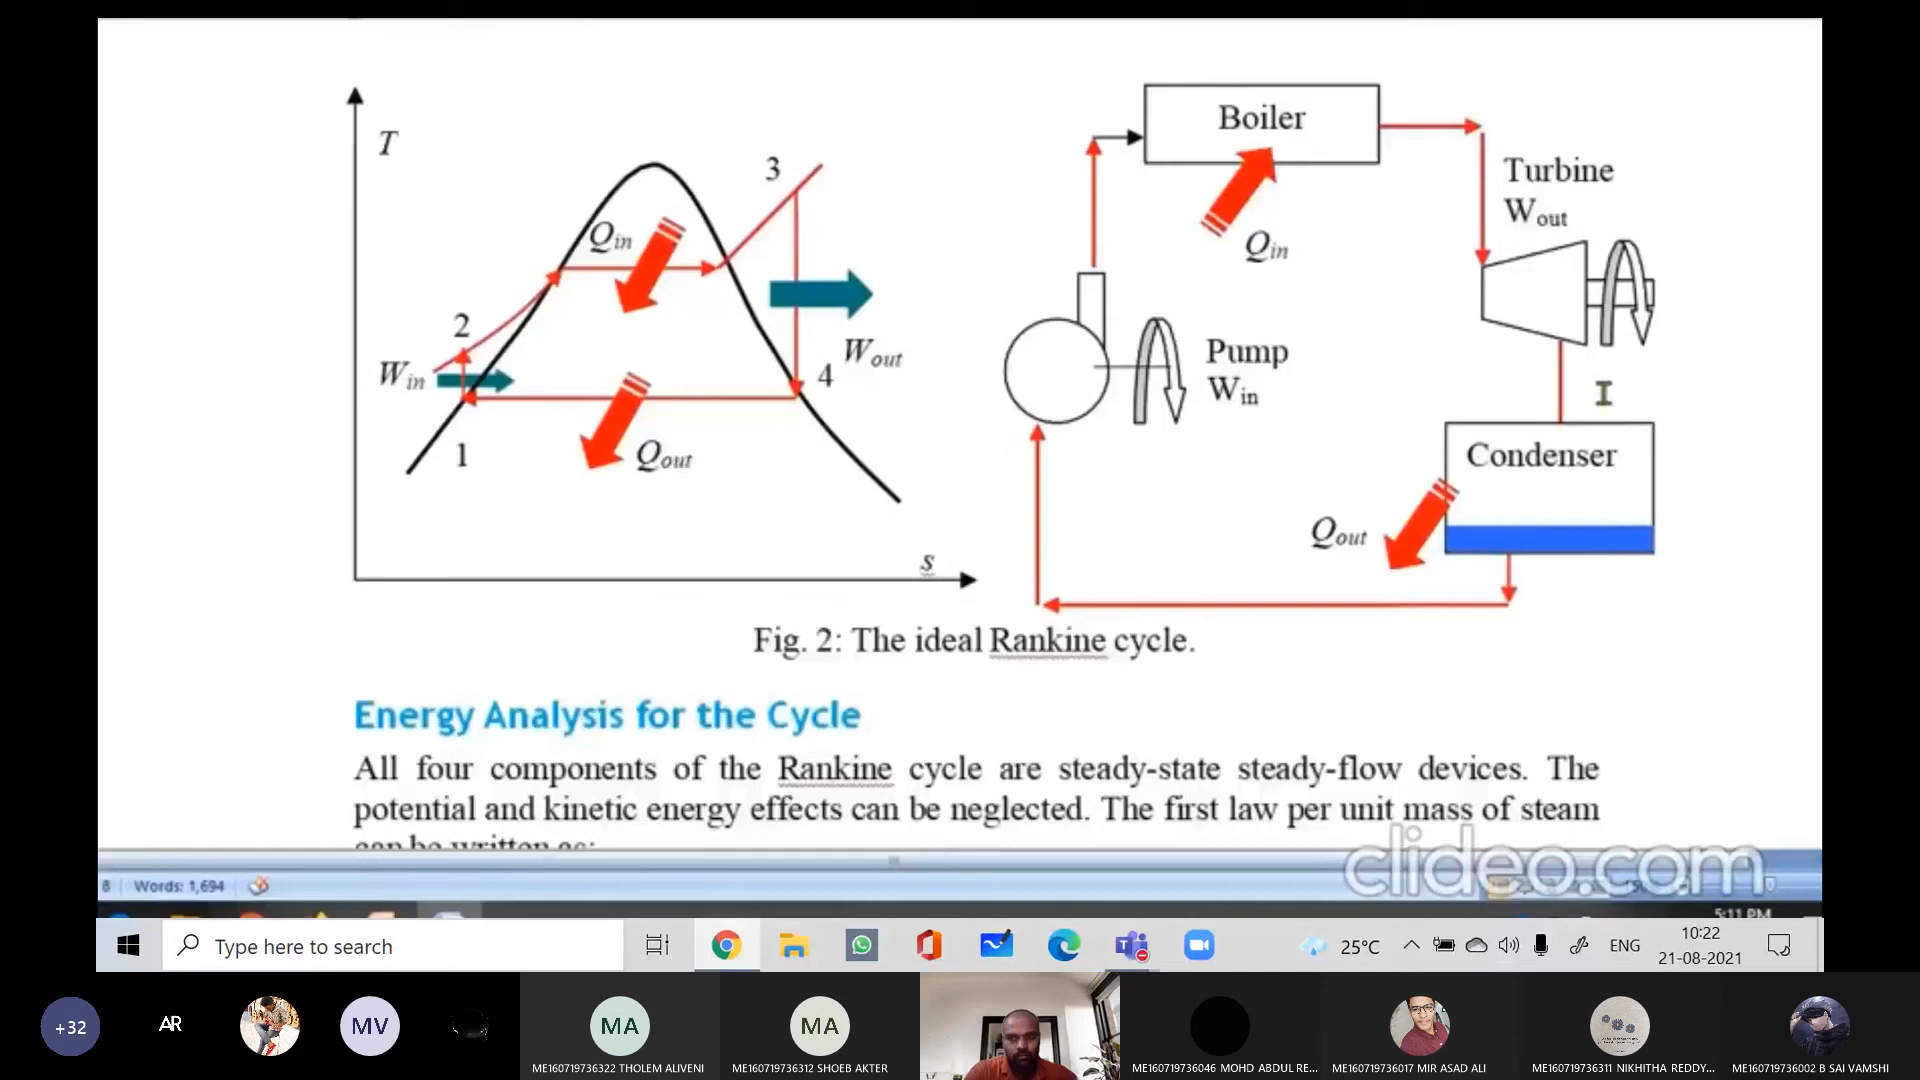 T
3
Q_in
2
W_in
W_out
4
1
Q_out
s
Boiler
Q_in
Turbine
W_out
Pump
W_in
Condenser
Q_out
Fig. 2: The ideal Rankine cycle.
Energy Analysis for the Cycle
All four components of the Rankine cycle are steady-state steady-flow devices. The
potential and kinetic energy effects can be neglected. The first law per unit mass of steam
can be written as:
clideo.com
8 Words: 1,694
5:11 PM
Type here to search
25°C
ENG
10:22
21-08-2021
+32
AR
MV
MA
MA
ME160719736322 THOLEM ALIVENI
ME160719736312 SHOEB AKTER
ME160719736046 MOHD ABDUL RE...
ME160719736017 MIR ASAD ALI
ME160719736311 NIKHITHA REDDY...
ME160719736002 B SAI VAMSHI